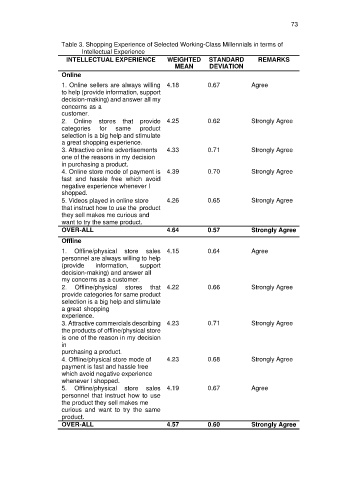 73
Table 3. Shopping Experience of Selected Working-Class Millennials in terms of
Intellectual Experience
INTELLECTUAL EXPERIENCE WEIGHTED MEAN STANDARD DEVIATION REMARKS
Online
1. Online sellers are always willing 4.18 0.67 Agree
to help (provide information, support
decision-making) and answer all my
concerns as a
customer.
2. Online stores that provide 4.25 0.62 Strongly Agree
categories for same product
selection is a big help and stimulate
a great shopping experience.
3. Attractive online advertisements 4.33 0.71 Strongly Agree
one of the reasons in my decision
in purchasing a product.
4. Online store mode of payment is 4.39 0.70 Strongly Agree
fast and hassle free which avoid
negative experience whenever I
shopped.
5. Videos played in online store 4.26 0.65 Strongly Agree
that instruct how to use the product
they sell makes me curious and
want to try the same product.
OVER-ALL 4.64 0.57 Strongly Agree
Offline
1. Offline/physical store sales 4.15 0.64 Agree
personnel are always willing to help
(provide information, support
decision-making) and answer all
my concerns as a customer.
2. Offline/physical stores that 4.22 0.66 Strongly Agree
provide categories for same product
selection is a big help and stimulate
a great shopping
experience.
3. Attractive commercials describing 4.23 0.71 Strongly Agree
the products of offline/physical store
is one of the reason in my decision
in
purchasing a product.
4. Offline/physical store mode of 4.23 0.68 Strongly Agree
payment is fast and hassle free
which avoid negative experience
whenever I shopped.
5. Offline/physical store sales 4.19 0.67 Agree
personnel that instruct how to use
the product they sell makes me
curious and want to try the same
product.
OVER-ALL 4.57 0.60 Strongly Agree